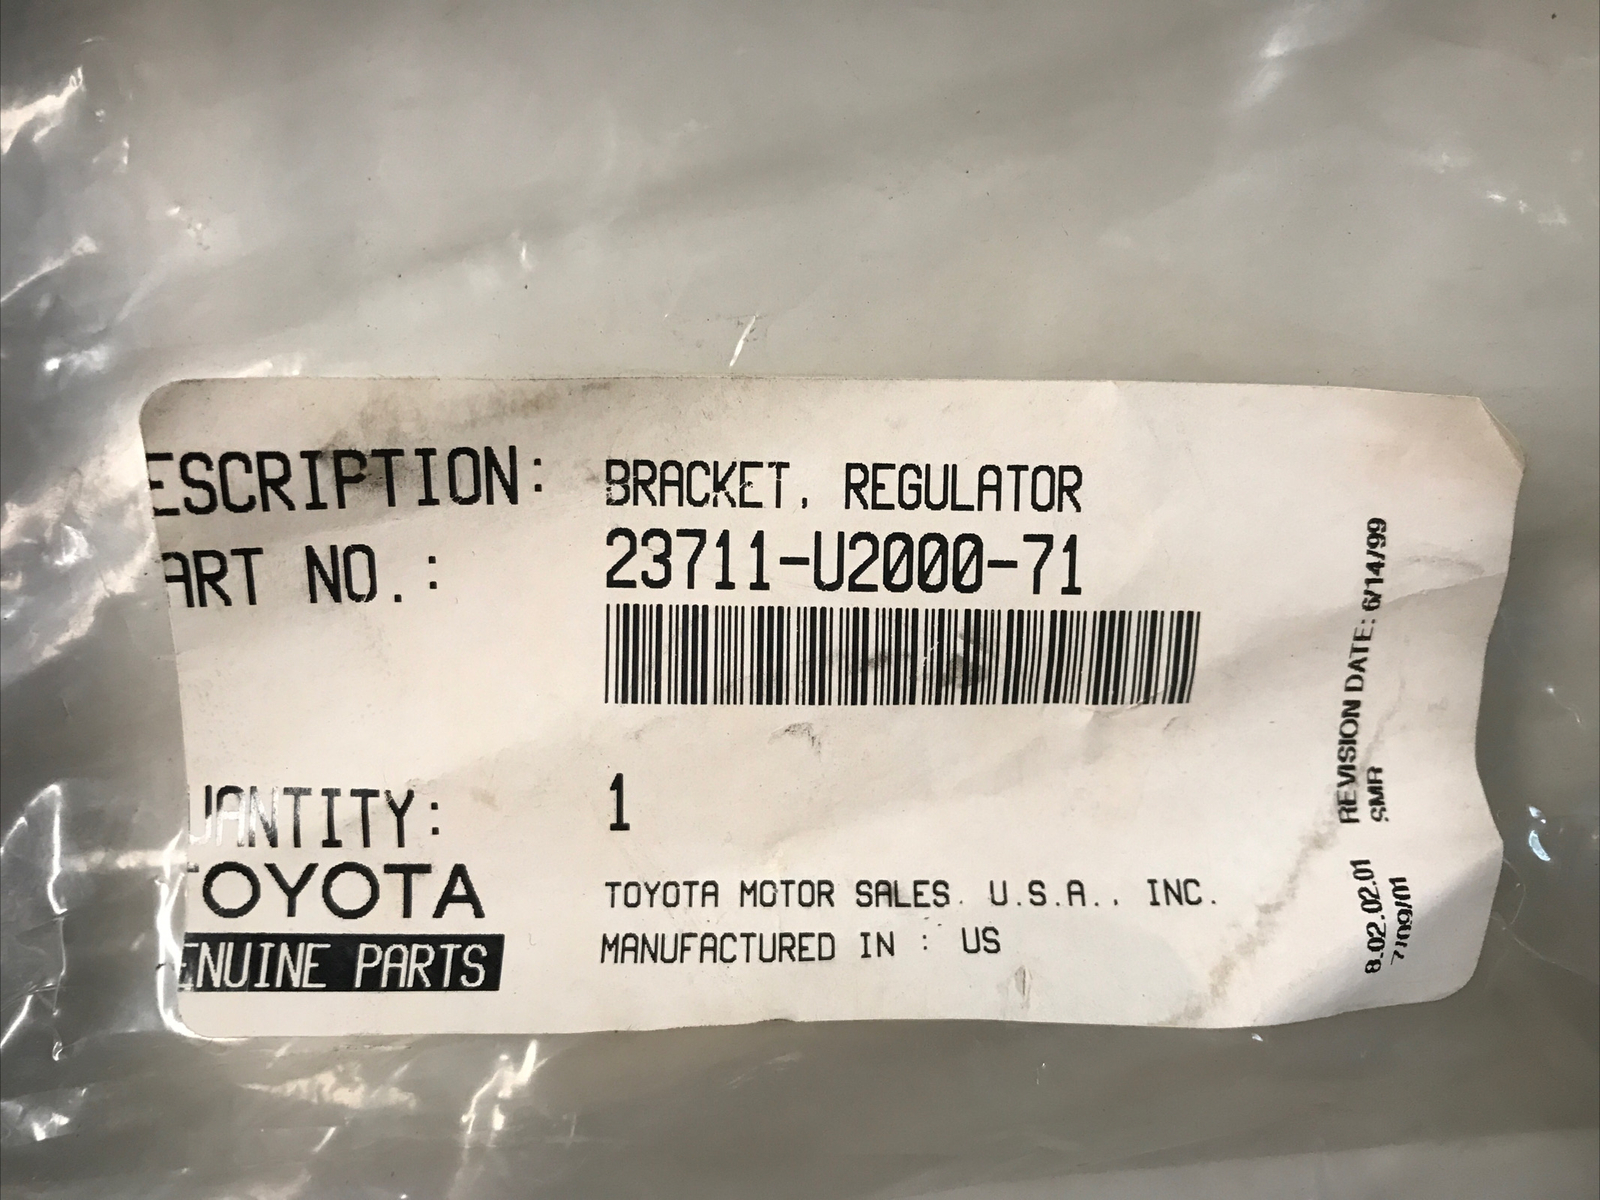 ESCRIPTION: BRACKET, REGULATOR
ART NO.: 23711-U2000-71
UANTITY: 1
TOYOTA TOYOTA MOTOR SALES. U.S.A., INC.
ENUINE PARTS MANUFACTURED IN : US
REVISION DATE: 6/14/99
SMR
8.02.02.01
7/09/01